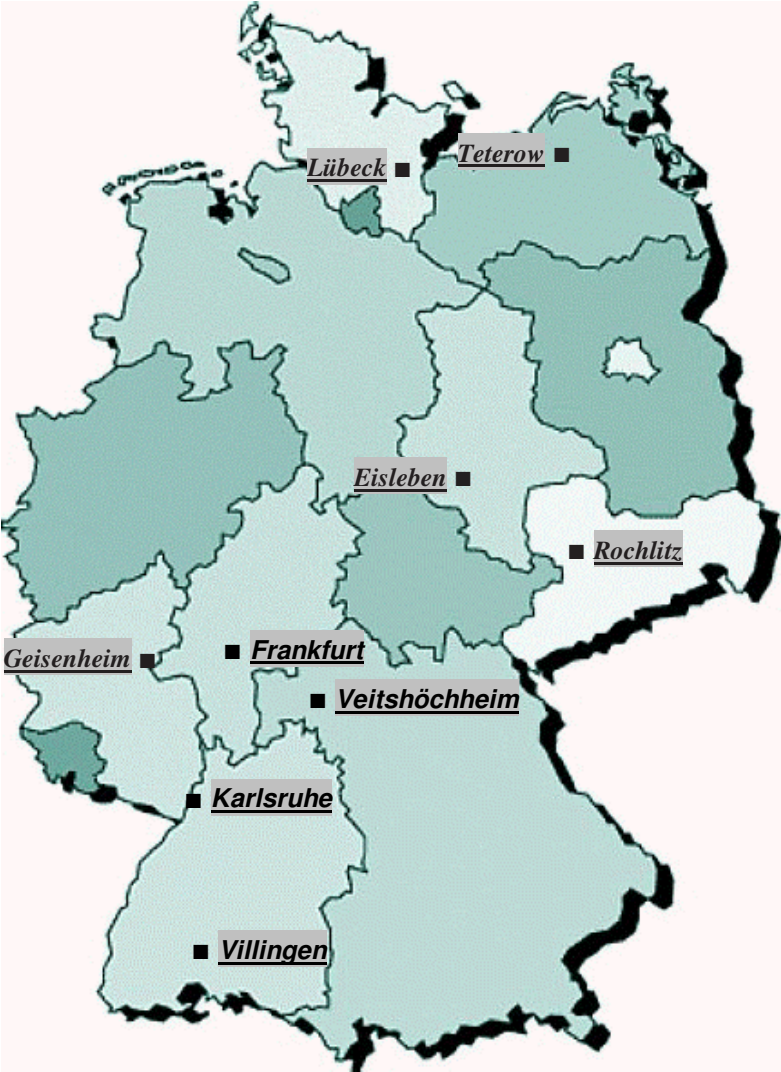 Teterow
Lübeck
Eisleben
Rochlitz
Frankfurt
Geisenheim
Veitshöchheim
Karlsruhe
Villingen